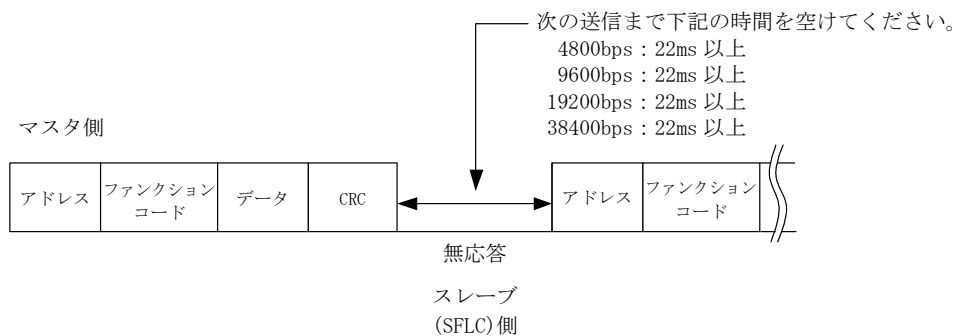 次の送信まで下記の時間を空けてください。
4800bps：22ms 以上
9600bps：22ms 以上
19200bps：22ms 以上
38400bps：22ms 以上
マスタ側
アドレス
ファンクション
コード
データ
CRC
アドレス
ファンクション
コード
無応答
スレーブ
(SFLC)側